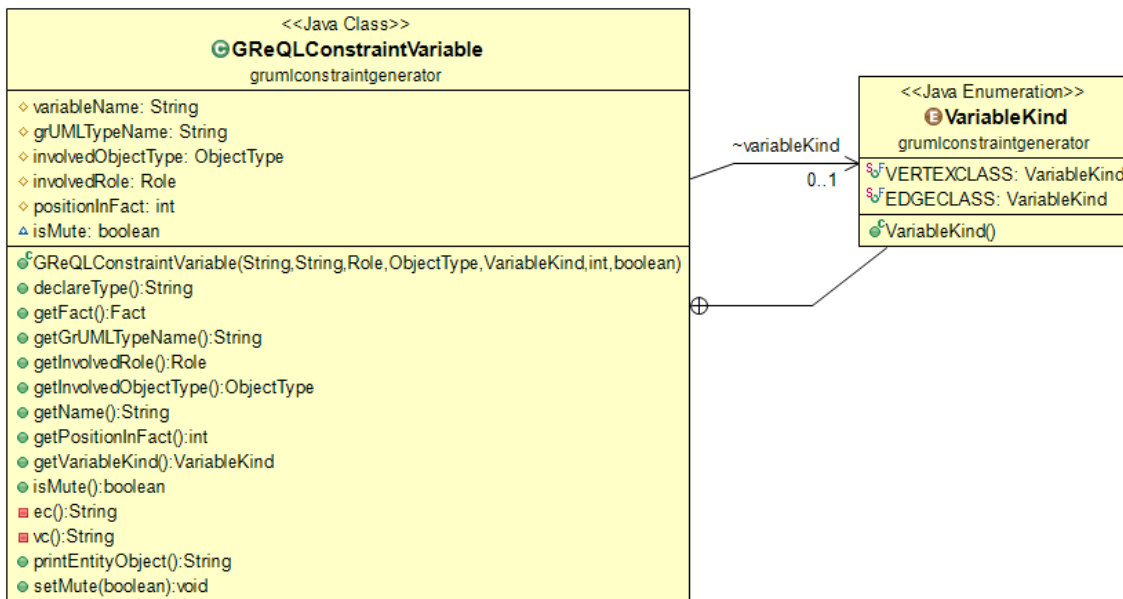 <<Java Class>>
GReQLConstraintVariable
grumlconstraintgenerator
variableName: String
grUMLTypeName: String
involvedObjectType: ObjectType
involvedRole: Role
positionInFact: int
isMute: boolean
GReQLConstraintVariable(String,String,Role,ObjectType,VariableKind,int,boolean)
declareType():String
getFact():Fact
getGrUMLTypeName():String
getInvolvedRole():Role
getInvolvedObjectType():ObjectType
getName():String
getPositionInFact():int
getVariableKind():VariableKind
isMute():boolean
ec():String
vc():String
printEntityObject():String
setMute(boolean):void
~variableKind
0..1
<<Java Enumeration>>
VariableKind
grumlconstraintgenerator
VERTEXCLASS: VariableKind
EDGECLASS: VariableKind
VariableKind()